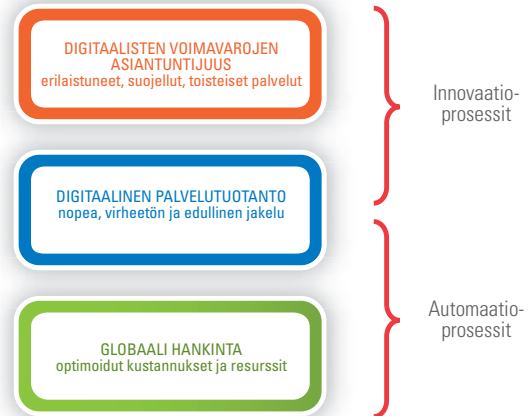 DIGITAALISTEN VOIMAVAROJEN
ASIANTUNTIJUUS
erilaistuneet, suojellut, toisteiset palvelut
Innovaatio-
prosessit
DIGITAALINEN PALVELUTUOTANTO
nopea, virheetön ja edullinen jakelu
Automaatio-
prosessit
GLOBAALI HANKINTA
optimoidut kustannukset ja resurssit